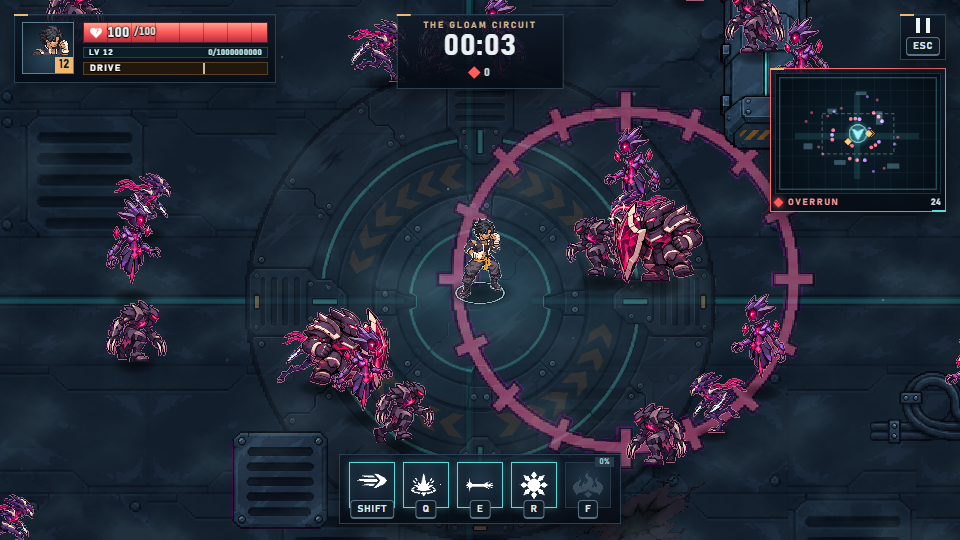 100/100
12
LV 12
0/1000000000
DRIVE
THE GLOAM CIRCUIT
00:03
0
ESC
OVERRUN
24
0%
SHIFT
Q
E
R
F